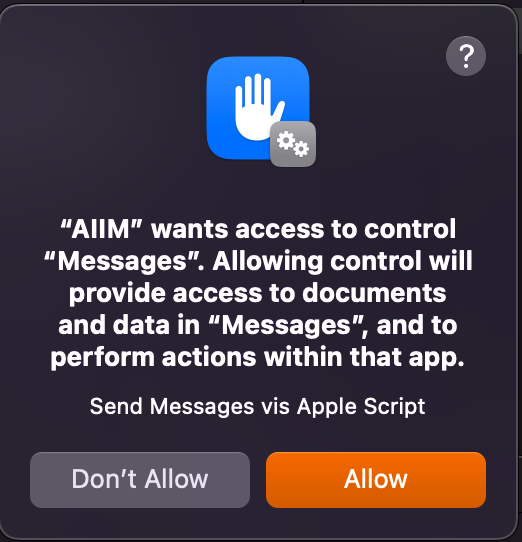 ?
“AIIM” wants access to control
“Messages”. Allowing control will
provide access to documents
and data in “Messages”, and to
perform actions within that app.
Send Messages vis Apple Script
Don’t Allow
Allow